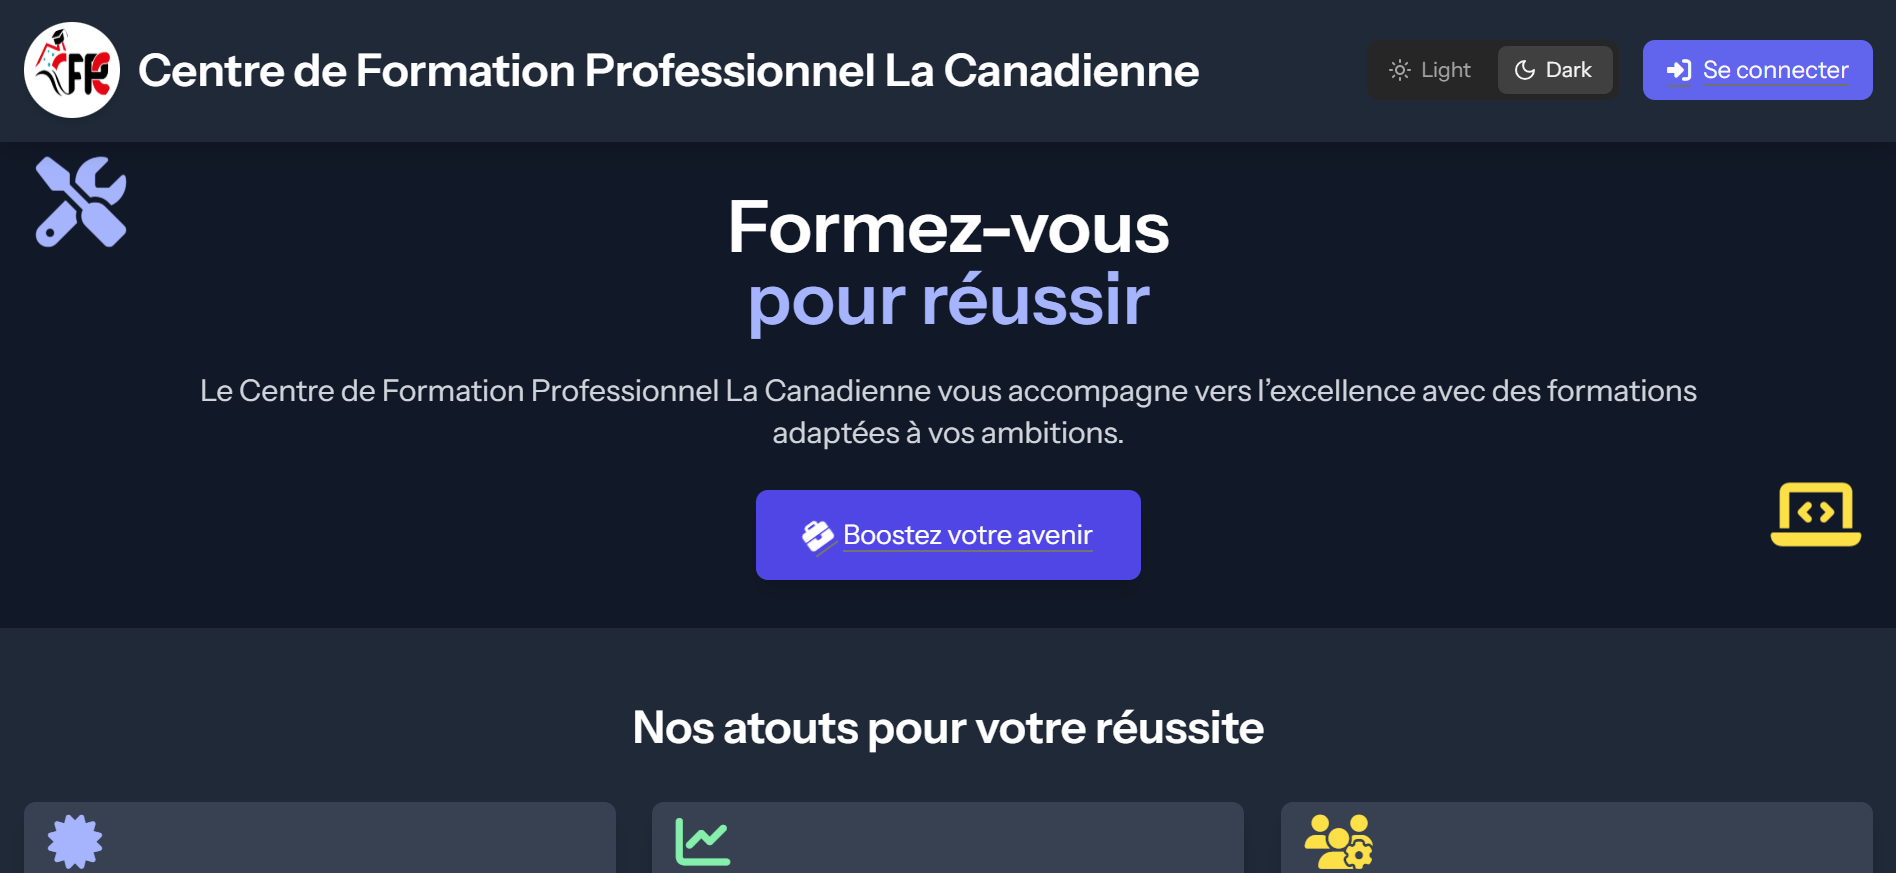 CFPC
Centre de Formation Professionnel La Canadienne
Light
Dark
Se connecter
Formez-vous
pour réussir
Le Centre de Formation Professionnel La Canadienne vous accompagne vers l’excellence avec des formations
adaptées à vos ambitions.
Boostez votre avenir
Nos atouts pour votre réussite